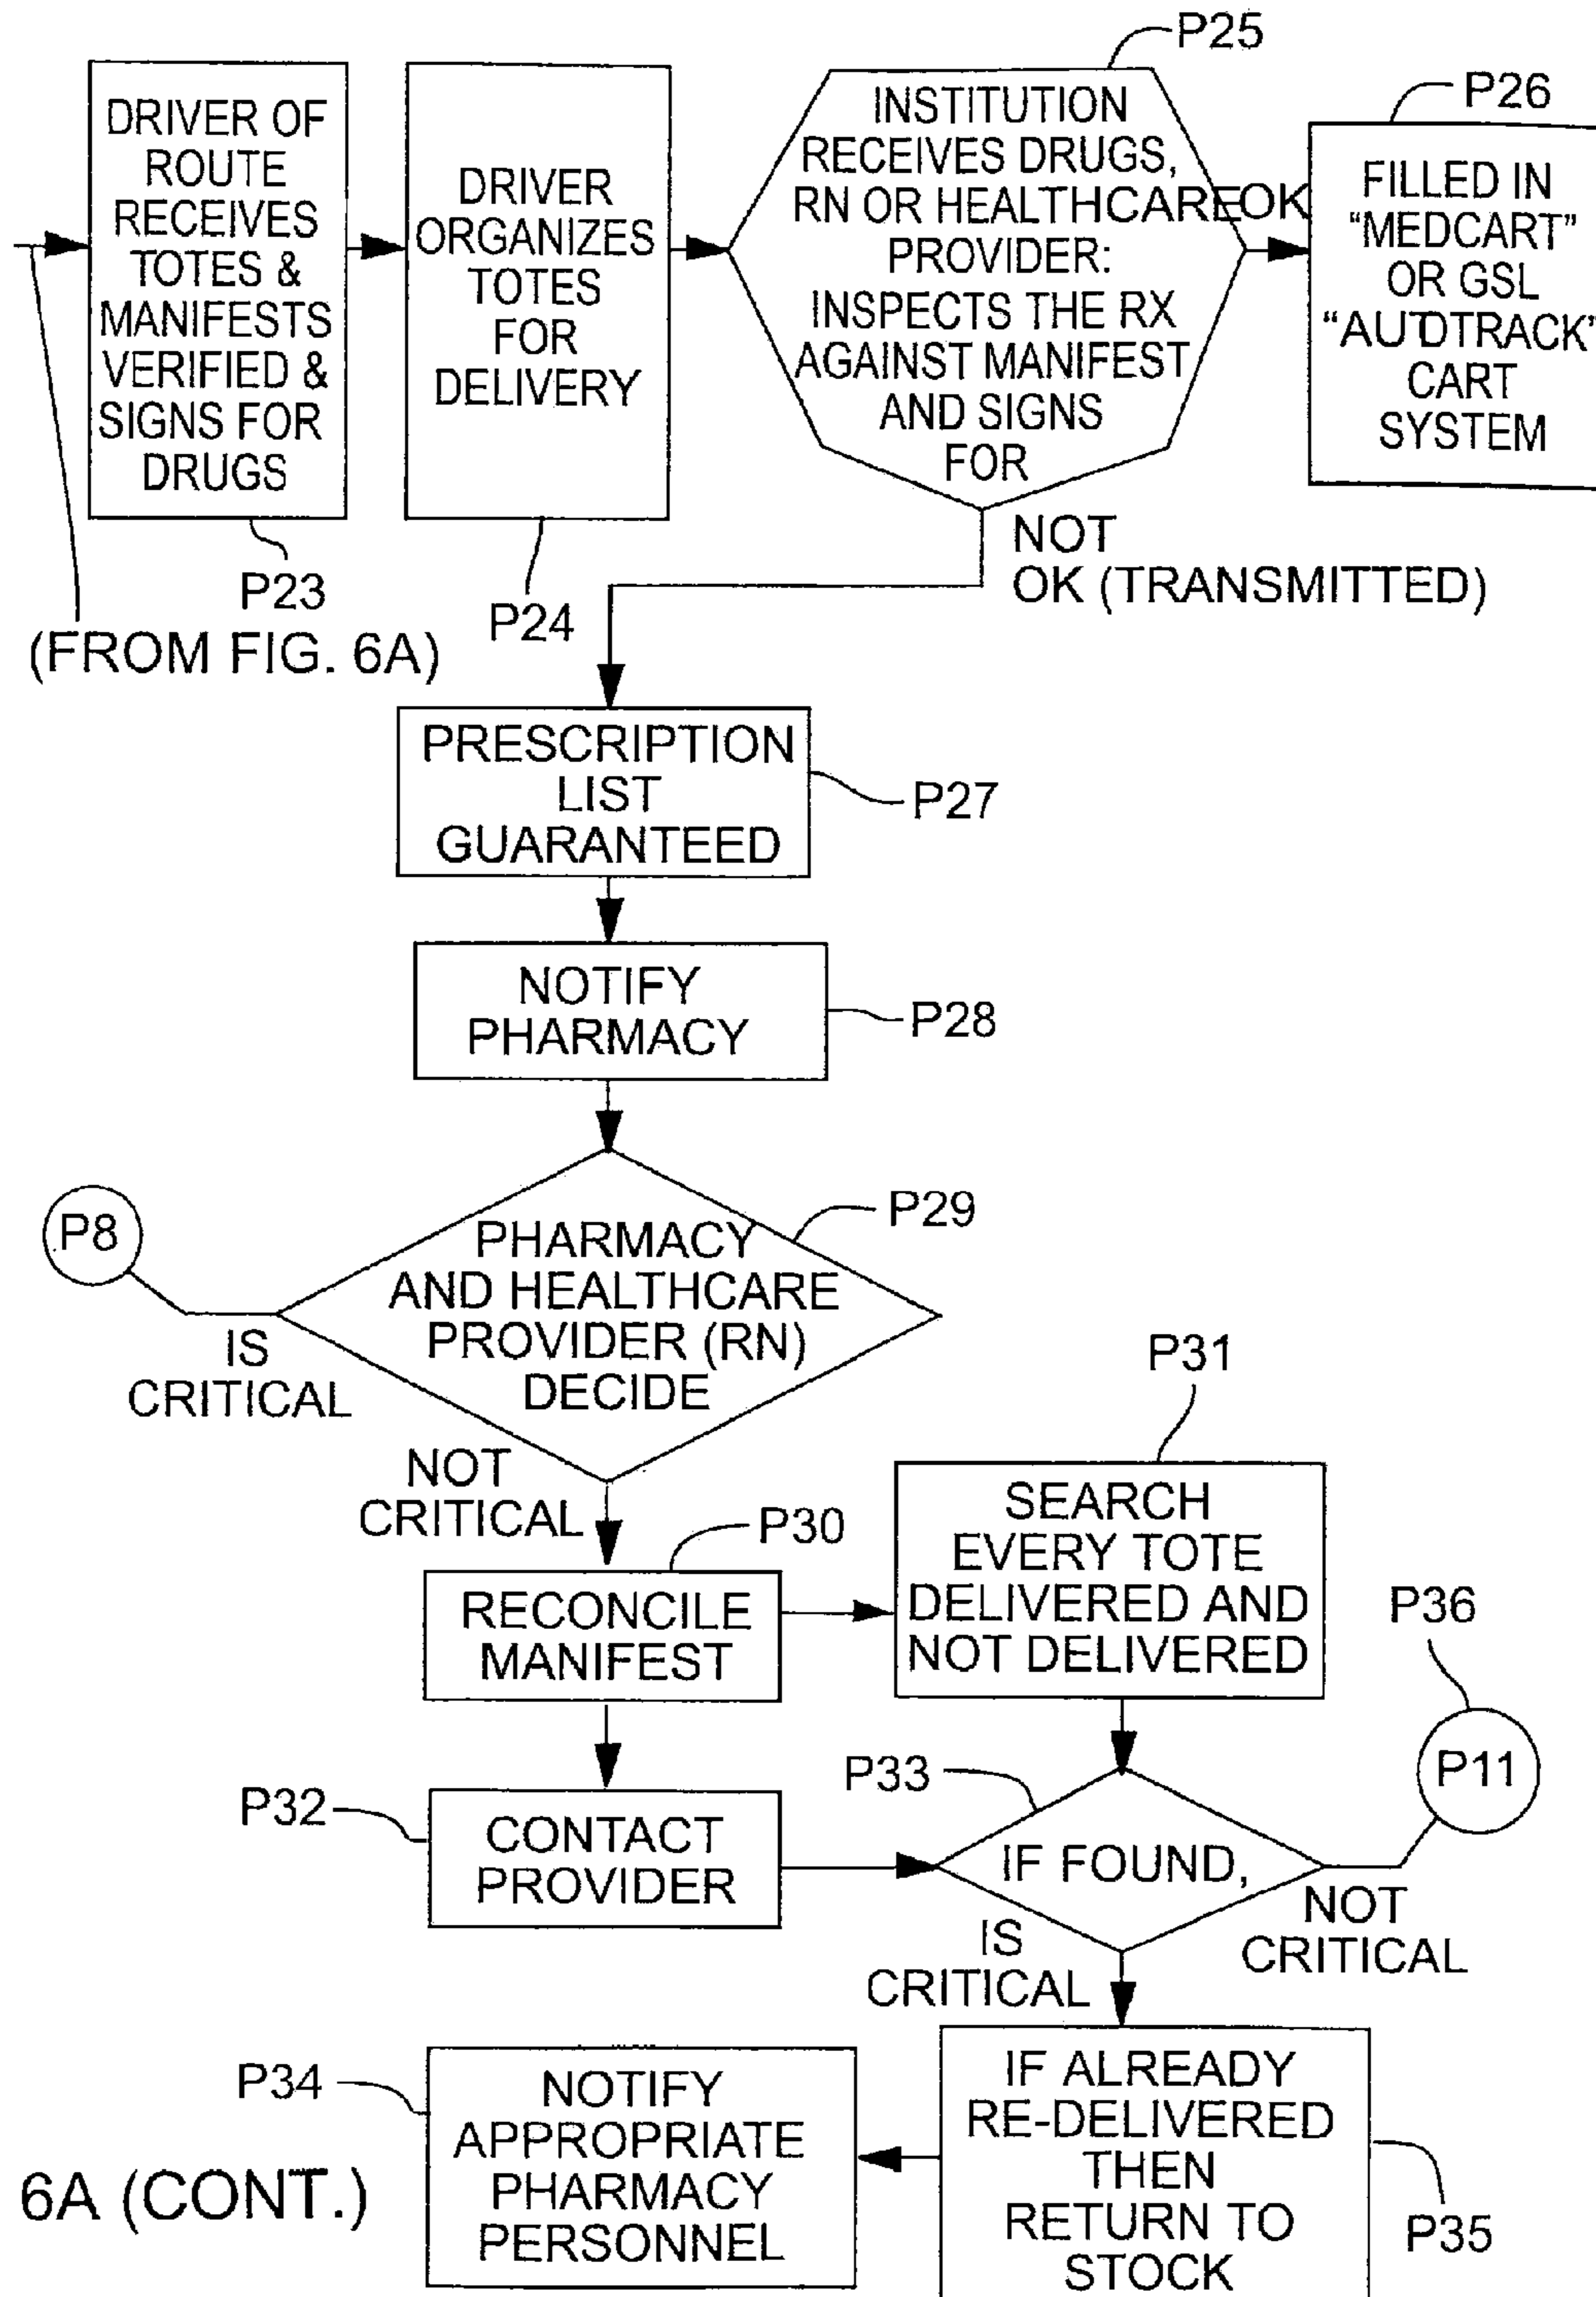 P25
P26
DRIVER OF
ROUTE
RECEIVES
TOTES &
MANIFESTS
VERIFIED &
SIGNS FOR
DRUGS
DRIVER
ORGANIZES
TOTES
FOR
DELIVERY
INSTITUTION
RECEIVES DRUGS,
RN OR HEALTHCARE
PROVIDER:
INSPECTS THE RX
AGAINST MANIFEST
AND SIGNS
FOR
OK
FILLED IN
"MEDCART"
OR GSL
"AUTOTRACK"
CART
SYSTEM
P23
P24
(FROM FIG. 6A)
NOT
OK (TRANSMITTED)
PRESCRIPTION
LIST
GUARANTEED
P27
NOTIFY
PHARMACY
P28
P8
P29
PHARMACY
AND HEALTHCARE
PROVIDER (RN)
DECIDE
IS
CRITICAL
NOT
CRITICAL
P30
P31
RECONCILE
MANIFEST
SEARCH
EVERY TOTE
DELIVERED AND
NOT DELIVERED
P36
P11
P32
CONTACT
PROVIDER
P33
IF FOUND,
IS
CRITICAL
NOT
CRITICAL
P34
NOTIFY
APPROPRIATE
PHARMACY
PERSONNEL
IF ALREADY
RE-DELIVERED
THEN
RETURN TO
STOCK
P35
6A (CONT.)